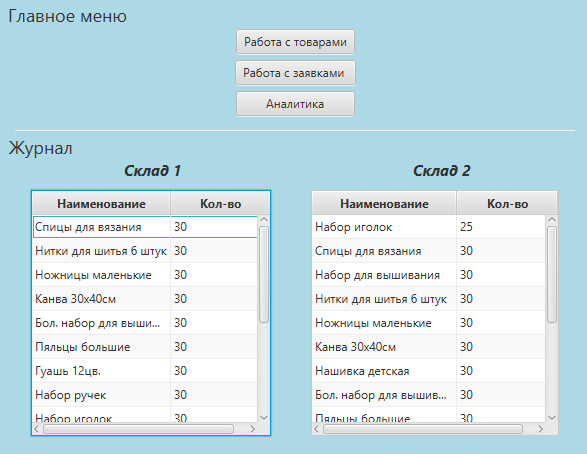 Главное меню
Работа с товарами
Работа с заявками
Аналитика
Журнал
Склад 1
Наименование Кол-во
Спицы для вязания 30
Нитки для шитья 6 штук 30
Ножницы маленькие 30
Канва 30х40см 30
Бол. набор для выши... 30
Пяльцы большие 30
Гуашь 12цв. 30
Набор ручек 30
Набор иголок 30
Склад 2
Наименование Кол-во
Набор иголок 25
Спицы для вязания 30
Набор для вышивания 30
Нитки для шитья 6 штук 30
Ножницы маленькие 30
Канва 30х40см 30
Нашивка детская 30
Бол. набор для вышив... 30
Пяльцы большие 30